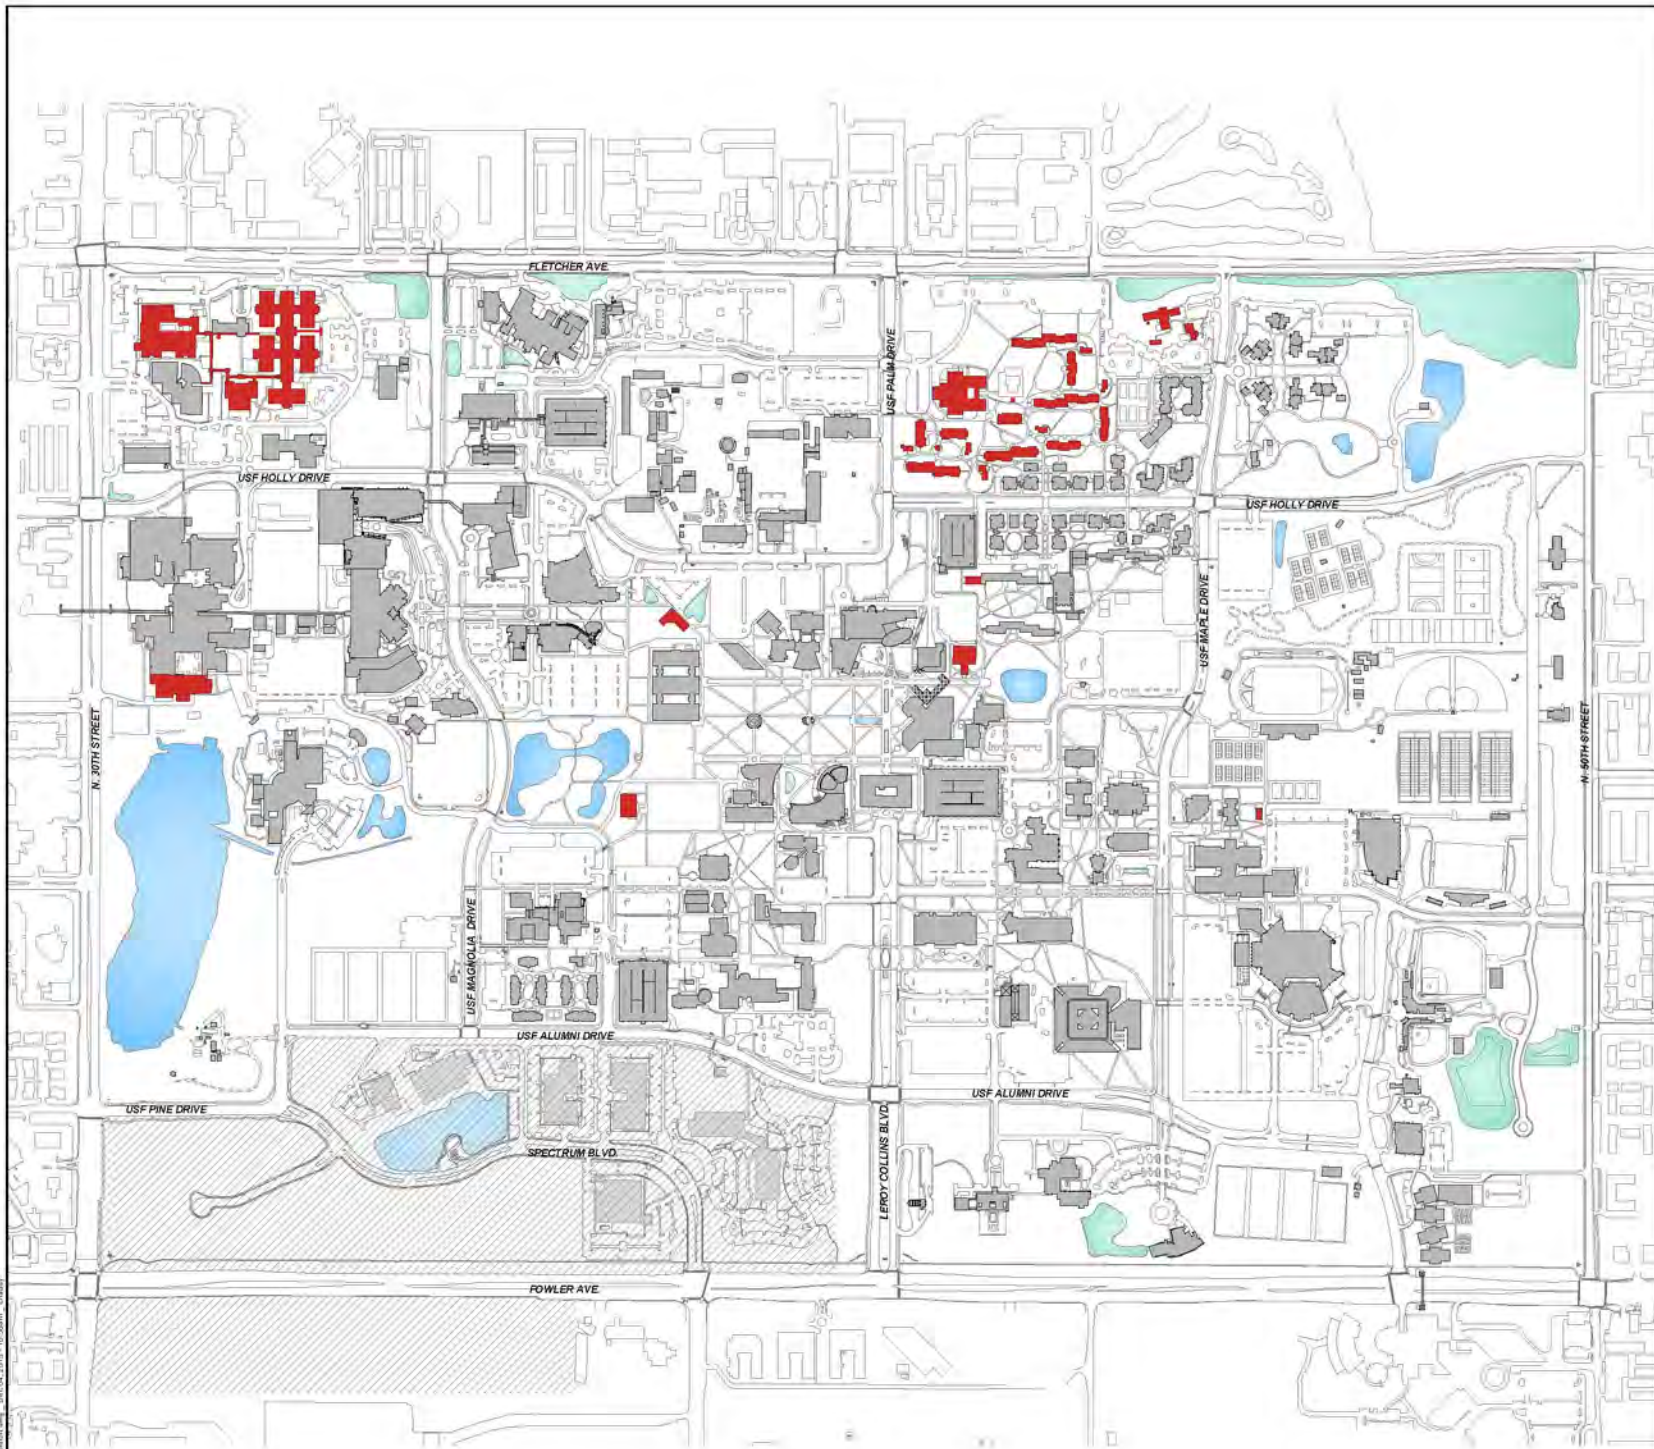 FLETCHER AVE.
USF PALM DRIVE
USF HOLLY DRIVE
USF HOLLY DRIVE
USF MAPLE DRIVE
N. 30TH STREET
N. 50TH STREET
USF MAGNOLIA DRIVE
USF ALUMNI DRIVE
USF ALUMNI DRIVE
USF PINE DRIVE
LEROY COLLINS BLVD.
SPECTRUM BLVD.
FOWLER AVE.